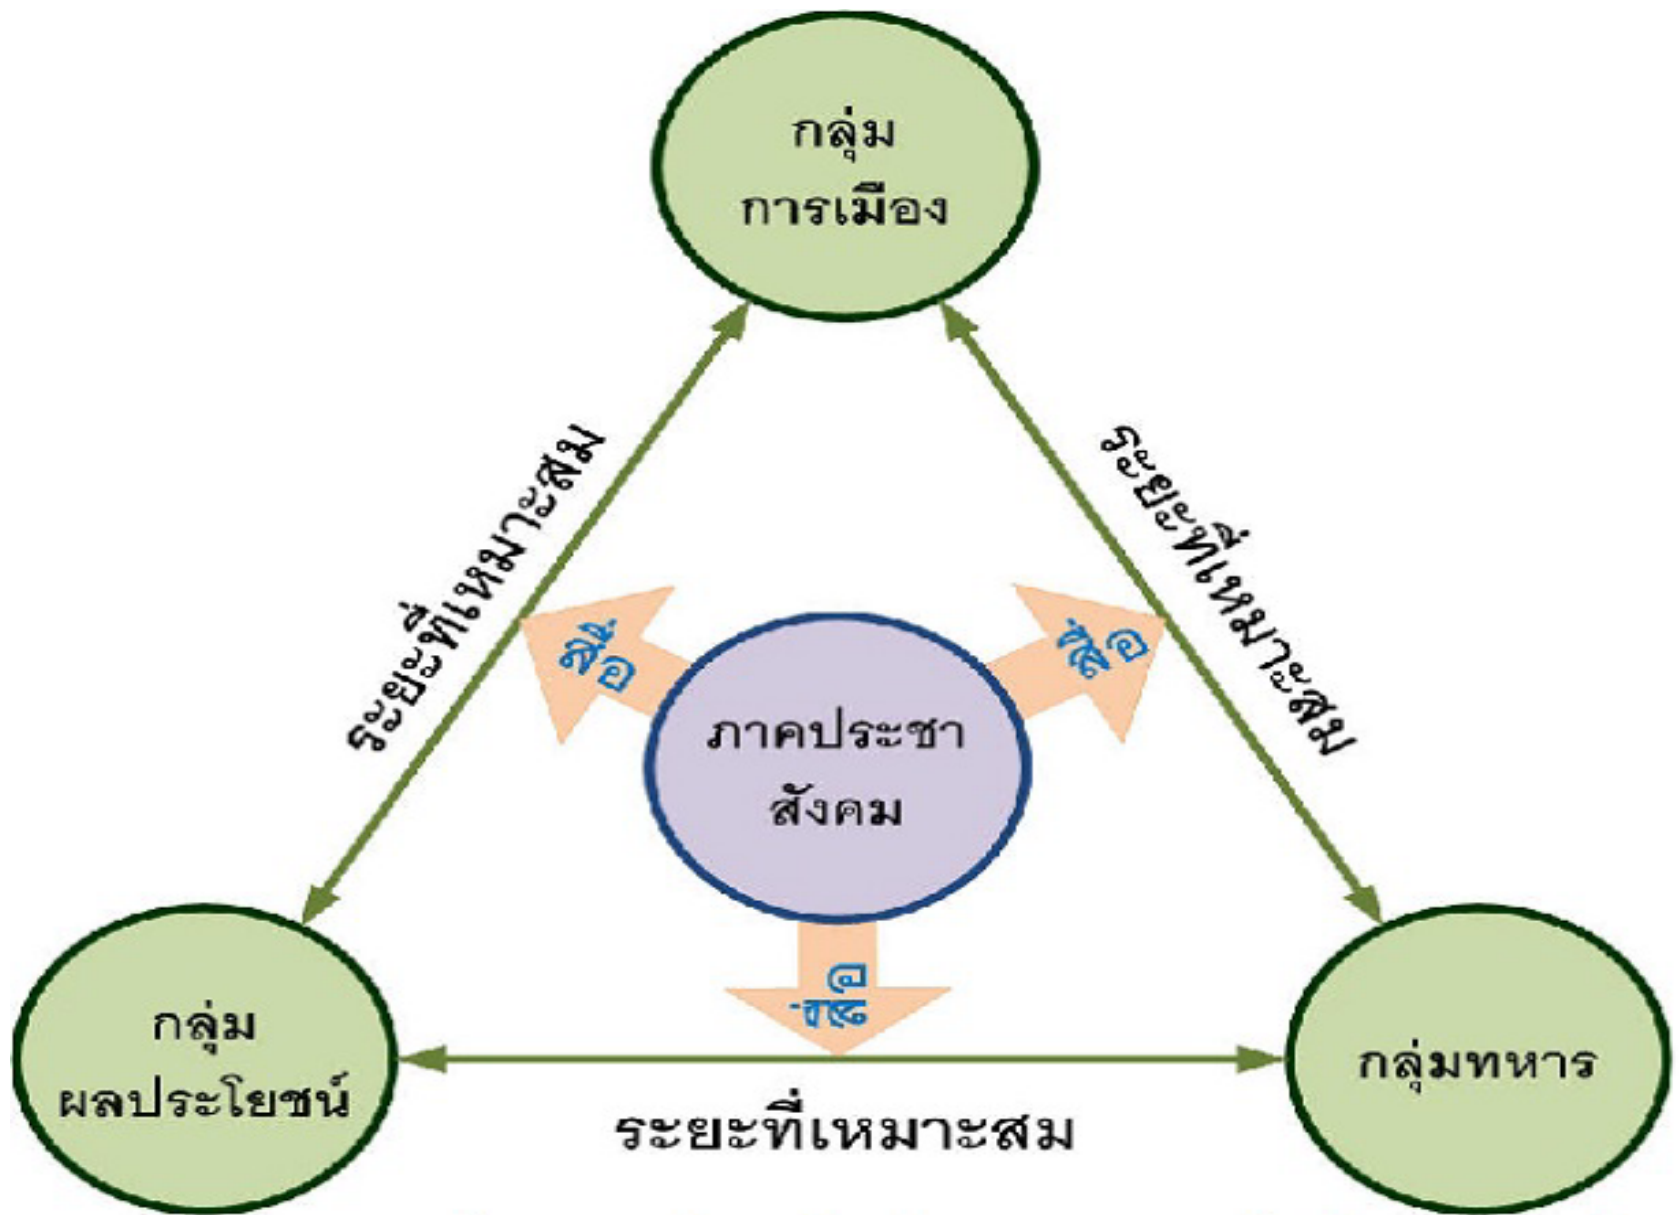 กลุ่ม
การเมือง
ระยะที่เหมาะสม
ระยะที่เหมาะสม
สื่อ
สื่อ
ภาคประชา
สังคม
สื่อ
กลุ่ม
ผลประโยชน์
กลุ่มทหาร
ระยะที่เหมาะสม